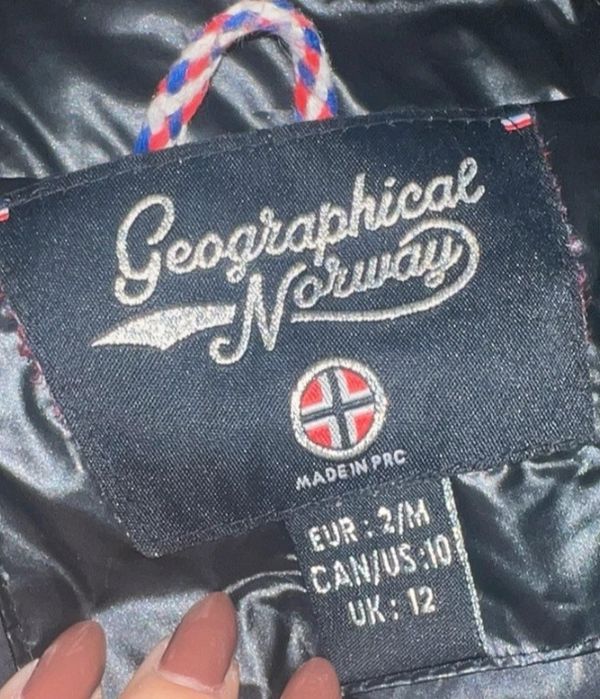 Geographical
Norway
MADE IN PRC
EUR : 2/M
CAN/US :10
UK : 12